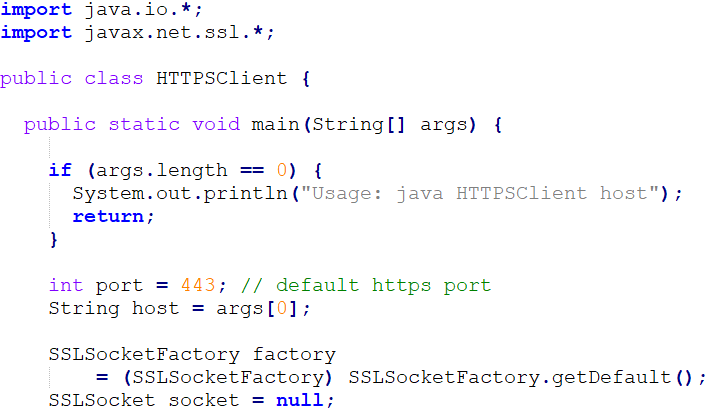 import java.io.*;
import javax.net.ssl.*;
public class HTTPSClient {
public static void main(String[] args) {
if (args.length == 0) {
System.out.println("Usage: java HTTPSClient host");
return;
}
int port = 443; // default https port
String host = args[0];
SSLSocketFactory factory
= (SSLSocketFactory) SSLSocketFactory.getDefault();
SSLSocket socket = null;